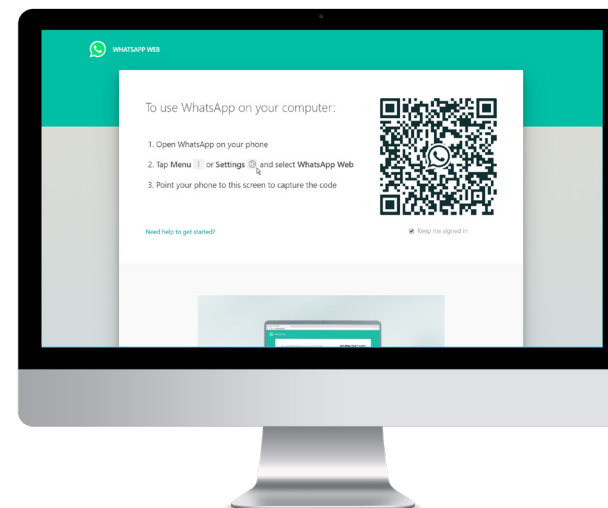 WHATSAPP WEB
To use WhatsApp on your computer:
1. Open WhatsApp on your phone
2. Tap Menu or Settings and select WhatsApp Web
3. Point your phone to this screen to capture the code
Need help to get started?
Keep me signed in